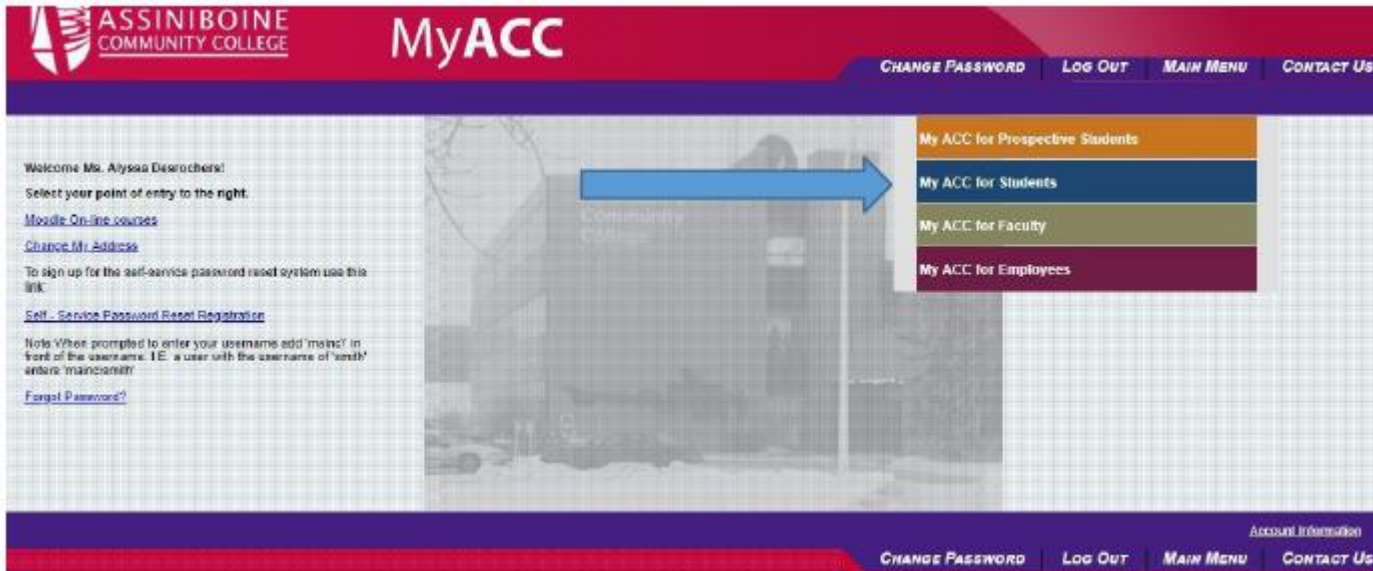 ASSINIBOINE
COMMUNITY COLLEGE
MyACC
CHANGE PASSWORD LOG OUT MAIN MENU CONTACT US
Welcome Ms. Alyssa Desrochers!
Select your point of entry to the right.
Moodle On-line courses
Change My Address
To sign up for the self-service password reset system use this
link:
Self - Service Password Reset Registration
Note:When prompted to enter your username add in
front of the username. I.E. a user with the username of 'smith'
enters
Forgot Password?
Community
College
My ACC for Prospective Students
My ACC for Students
My ACC for Faculty
My ACC for Employees
Account Information
CHANGE PASSWORD LOG OUT MAIN MENU CONTACT US